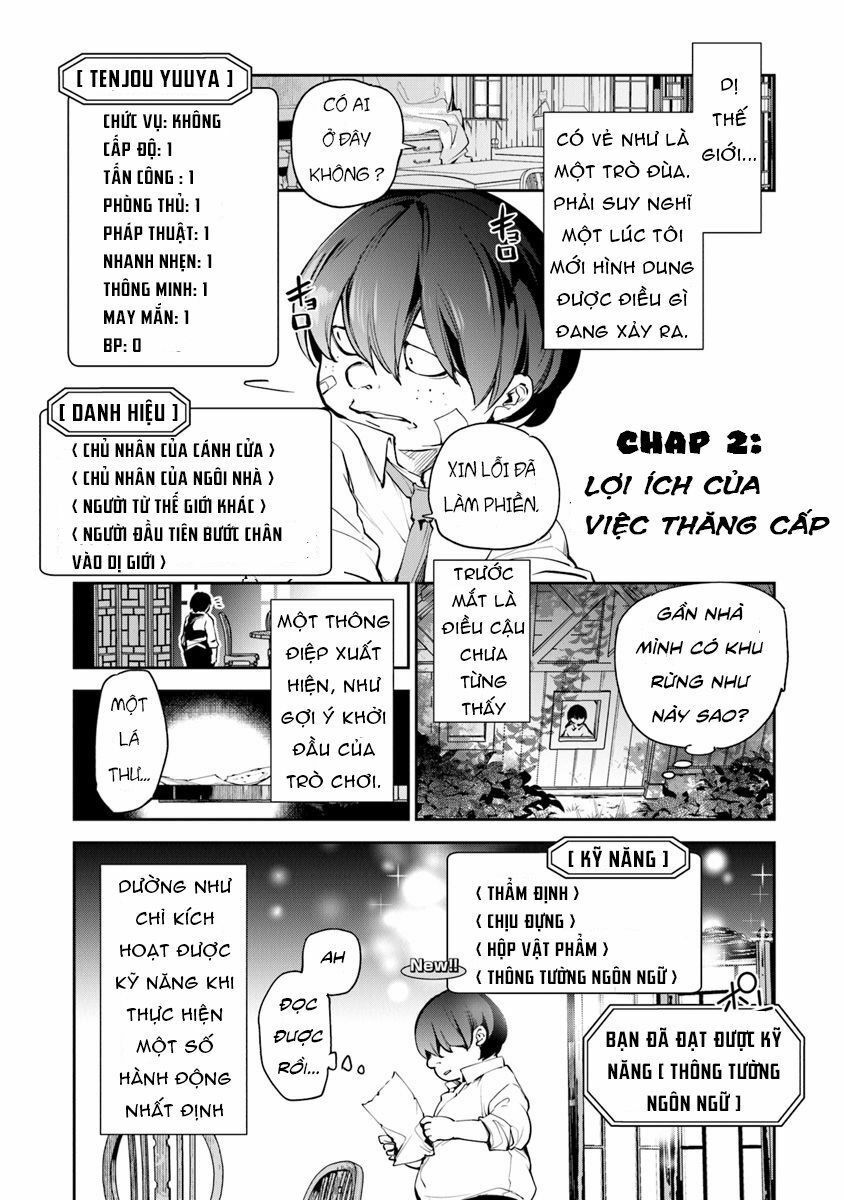 DỊ
THẾ
GIỚI...
CÓ VẺ NHƯ LÀ
MỘT TRÒ ĐÙA.
PHẢI SUY NGHĨ
MỘT LÚC TÔI
MỚI HÌNH DUNG
ĐƯỢC ĐIỀU GÌ
ĐANG XẢY RA.
CÓ AI
Ở ĐÂY
KHÔNG?
[ TENJOU YUUYA ]
CHỨC VỤ: KHÔNG
CẤP ĐỘ: 1
TẤN CÔNG : 1
PHÒNG THỦ: 1
PHÁP THUẬT: 1
NHANH NHẸN: 1
THÔNG MINH: 1
MAY MẮN: 1
BP: 0
キョロ
キョロ
[ DANH HIỆU ]
< CHỦ NHÂN CỦA CÁNH CỬA >
< CHỦ NHÂN CỦA NGÔI NHÀ >
< NGƯỜI TỪ THẾ GIỚI KHÁC >
< NGƯỜI ĐẦU TIÊN BƯỚC CHÂN
VÀO DỊ GIỚI >
XIN LỖI ĐÃ
LÀM PHIỀN.
CHAP 2:
LỢI ÍCH CỦA
VIỆC THĂNG CẤP
GẦN NHÀ
MÌNH CÓ KHU
RỪNG NHƯ
NÀY SAO?
TRƯỚC
MẮT LÀ
ĐIỀU CẬU
CHƯA
TỪNG
THẤY
MỘT THÔNG
ĐIỆP XUẤT
HIỆN, NHƯ
GỢI Ý KHỞI
ĐẦU CỦA
TRÒ CHƠI.
MỘT
LÁ
THƯ...
[ KỸ NĂNG ]
< THẨM ĐỊNH >
< CHỊU ĐỰNG >
< HỘP VẬT PHẨM >
New!!
< THÔNG TƯỜNG NGÔN NGỮ >
ポン
BẠN ĐÃ ĐẠT ĐƯỢC KỸ
NĂNG [ THÔNG TƯỜNG
NGÔN NGỮ ]
AH
ĐỌC
ĐƯỢC
RỒI...
DƯỜNG NHƯ
CHỈ KÍCH
HOẠT ĐƯỢC
KỸ NĂNG KHI
THỰC HIỆN
MỘT SỐ
HÀNH ĐỘNG
NHẤT ĐỊNH